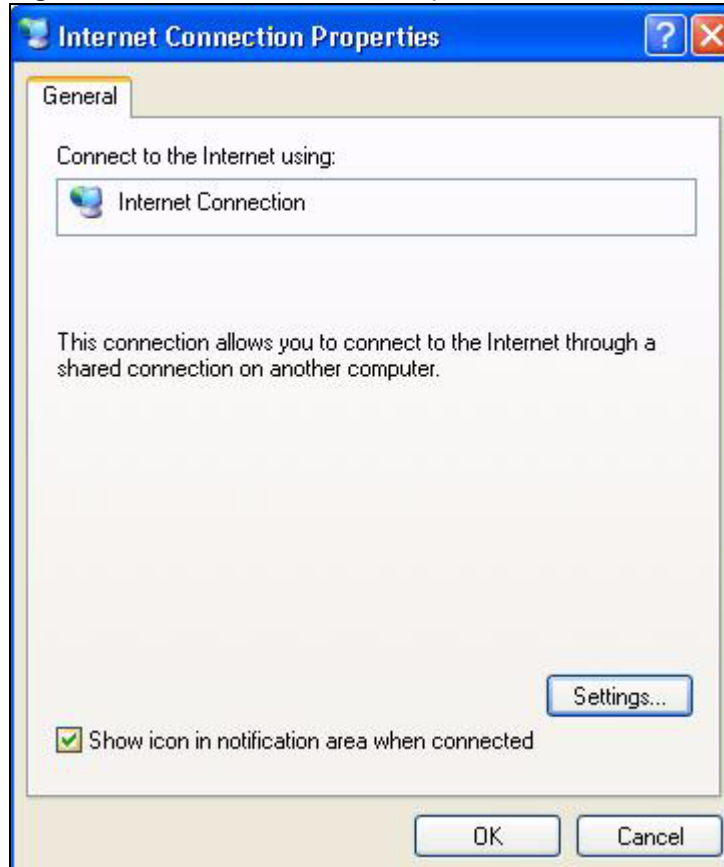 Internet Connection Properties
General
Connect to the Internet using:
Internet Connection
This connection allows you to connect to the Internet through a
shared connection on another computer.
Settings...
Show icon in notification area when connected
OK
Cancel